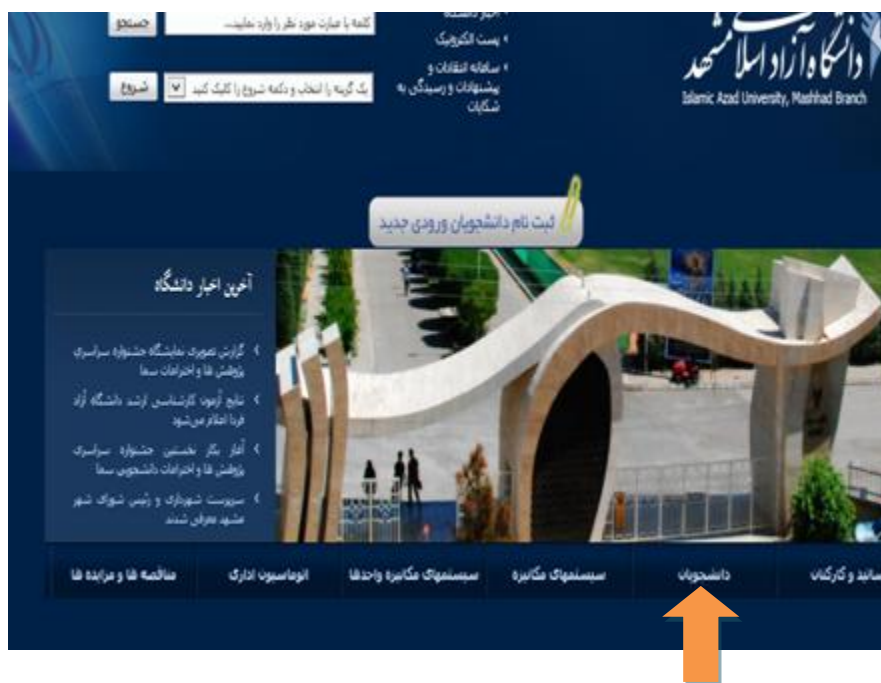 دانشگاه آزاد اسلامی مشهد
Islamic Azad University, Mashhad Branch
پست الکترونیک
سامانه انتقادات و
پیشنهادات و رسیدگی به
شکایات
کلمه یا عبارت مورد نظر را وارد نمایید...
جستجو
یک گزینه را انتخاب و دکمه شروع را کلیک کنید
شروع
ثبت نام دانشجویان ورودی جدید
آخرین اخبار دانشگاه
گزارش تصویری نمایشگاه جشنواره سراسری
پژوهش ها و اختراعات سما
نتایج آزمون کارشناسی ارشد دانشگاه آزاد
فردا اعلام می‌شود
آغاز بکار نخستین جشنواره سراسری
پژوهش ها و اختراعات دانشجویی سما
سرپرست شهرداری و رئیس شورای شهر
مشهد معرفی شدند
و کارکنان
دانشجویان
سیستمهای مکانیزه
سیستمهای مکانیزه واحدها
اتوماسیون اداری
مناقصه ها و مزایده ها